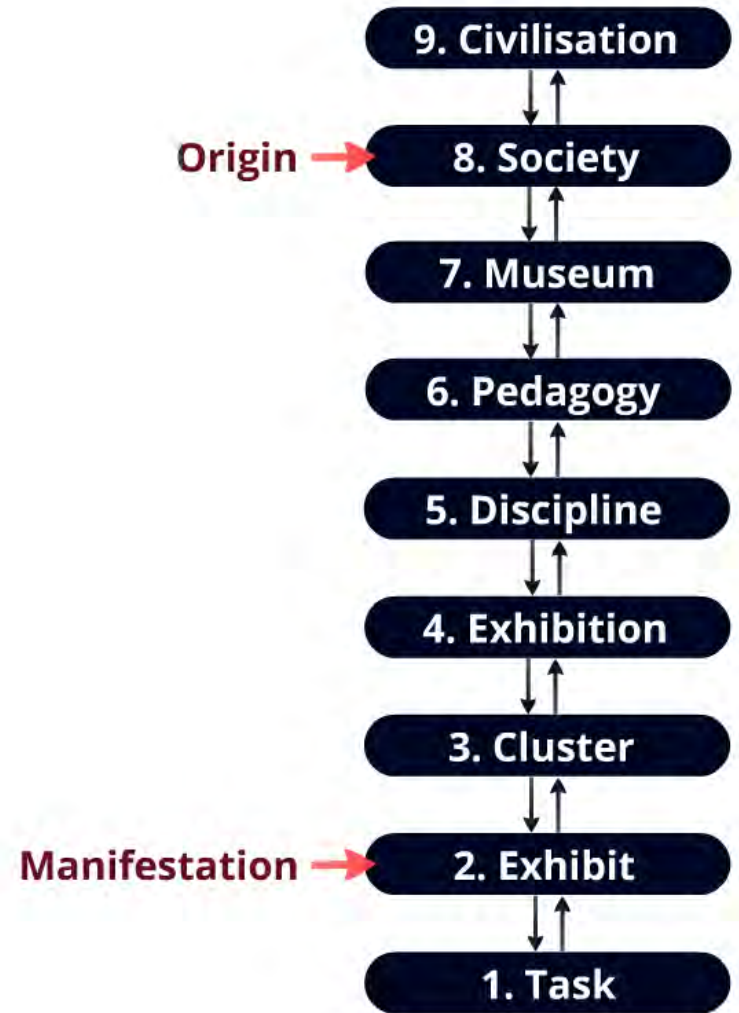 9. Civilisation
Origin
8. Society
7. Museum
6. Pedagogy
5. Discipline
4. Exhibition
3. Cluster
Manifestation
2. Exhibit
1. Task